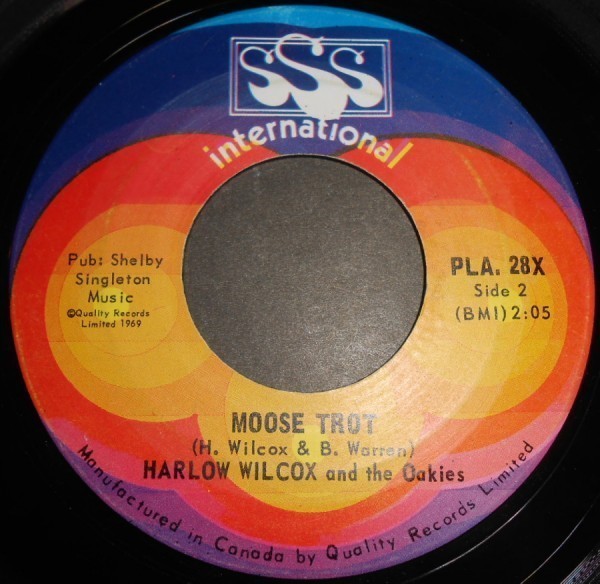 SSS
international
Pub: Shelby
Singleton
Music
©Quality Records
Limited 1969
PLA. 28X
Side 2
(BMI) 2:05
MOOSE TROT
(H. Wilcox & B. Warren)
HARLOW WILCOX and the Oakies
Manufactured in Canada by Quality Records Limited